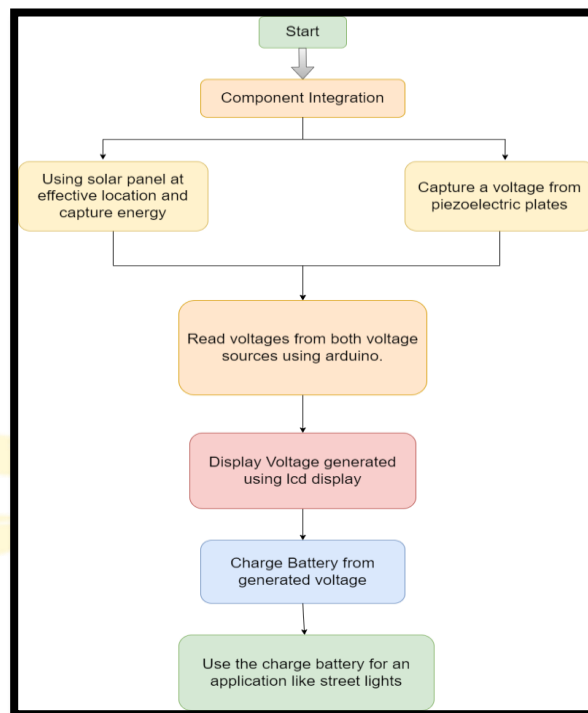 Start
Component Integration
Using solar panel at
effective location and
capture energy
Capture a voltage from
piezoelectric plates
Read voltages from both voltage
sources using arduino.
Display Voltage generated
using lcd display
Charge Battery from
generated voltage
Use the charge battery for an
application like street lights